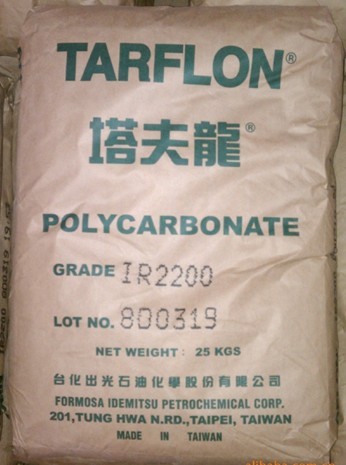 TARFLON®
塔夫龍®
POLYCARBONATE
GRADE IR2200
LOT NO. 800319
NET WEIGHT: 25 KGS
台化出光石油化學股份有限公司
FORMOSA IDEMITSU PETROCHEMICAL CORP.
201,TUNG HWA N.RD.,TAIPEI, TAIWAN
MADE IN TAIWAN
IR2200 800319